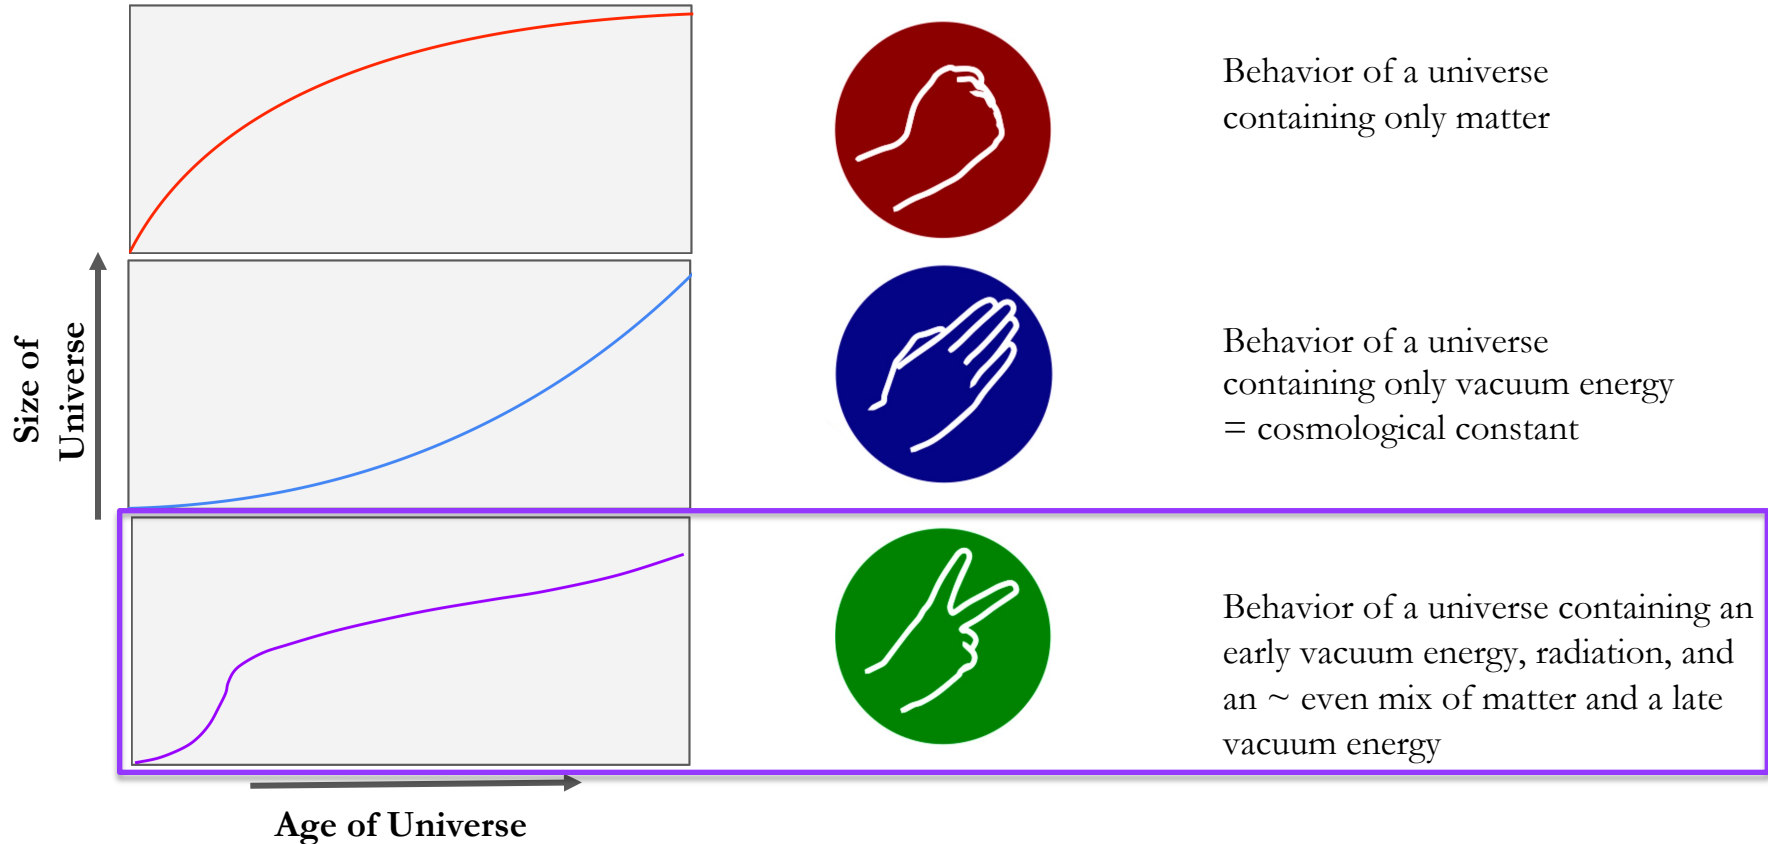 Behavior of a universe
containing only matter
Size of
Universe
Behavior of a universe
containing only vacuum energy
= cosmological constant
Behavior of a universe containing an
early vacuum energy, radiation, and
an ~ even mix of matter and a late
vacuum energy
Age of Universe